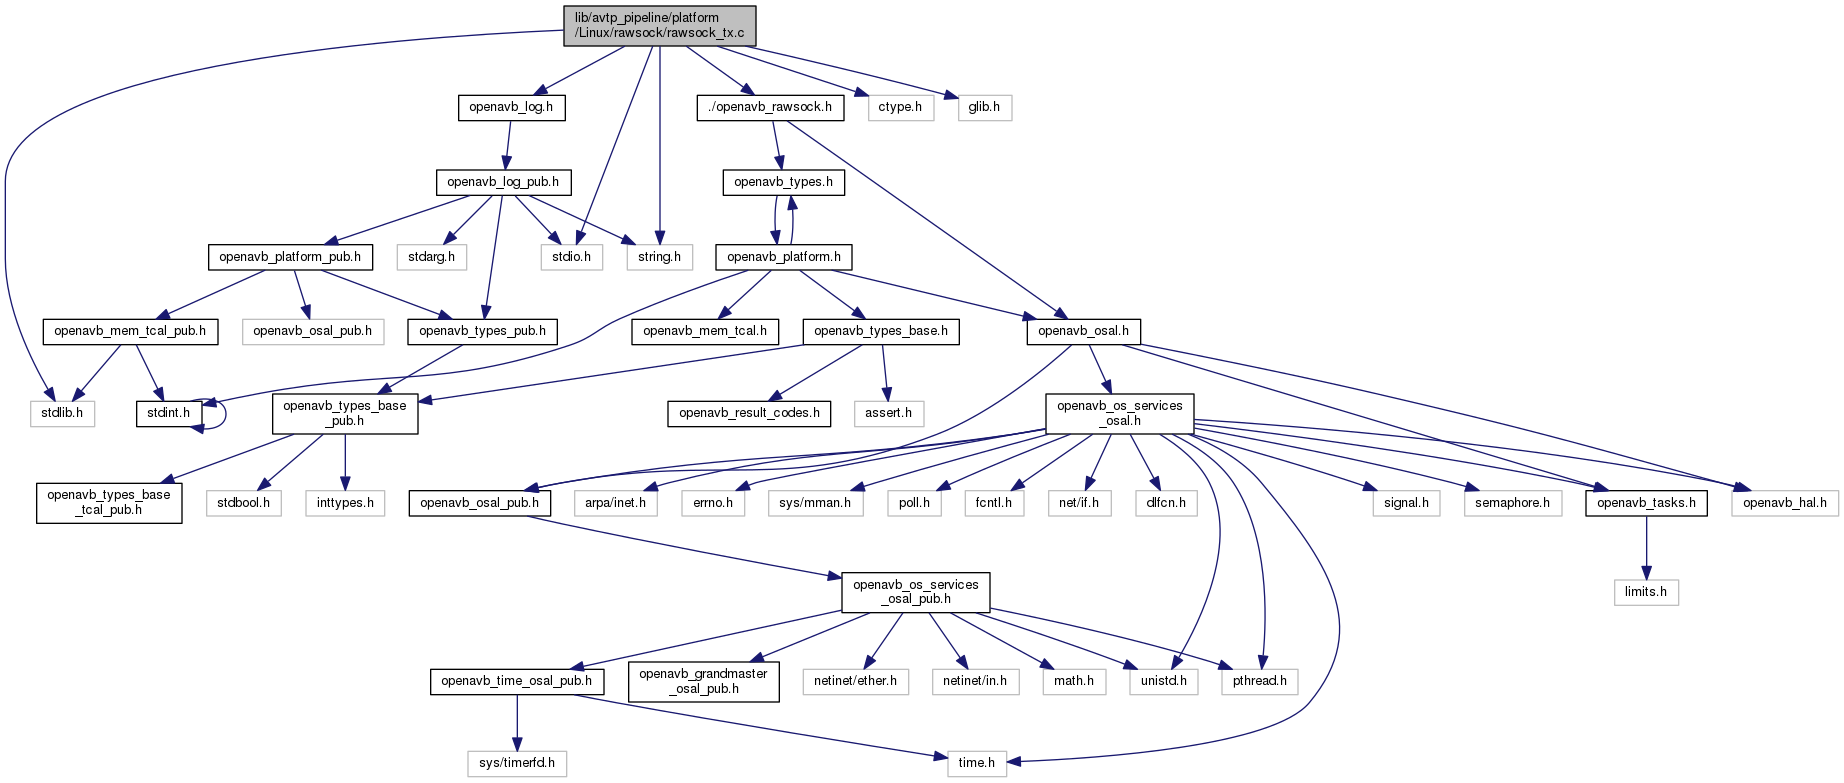 lib/avtp_pipeline/platform
/Linux/rawsock/rawsock_tx.c
openavb_log.h
./openavb_rawsock.h
ctype.h
glib.h
openavb_log_pub.h
openavb_types.h
openavb_platform_pub.h
stdarg.h
stdio.h
string.h
openavb_platform.h
openavb_mem_tcal_pub.h
openavb_osal_pub.h
openavb_types_pub.h
openavb_mem_tcal.h
openavb_types_base.h
openavb_osal.h
stdlib.h
stdint.h
openavb_types_base
_pub.h
openavb_result_codes.h
assert.h
openavb_os_services
_osal.h
openavb_types_base
_tcal_pub.h
stdbool.h
inttypes.h
openavb_osal_pub.h
arpa/inet.h
errno.h
sys/mman.h
poll.h
fcntl.h
net/if.h
dlfcn.h
signal.h
semaphore.h
openavb_tasks.h
openavb_hal.h
openavb_os_services
_osal_pub.h
limits.h
openavb_time_osal_pub.h
openavb_grandmaster
_osal_pub.h
netinet/ether.h
netinet/in.h
math.h
unistd.h
pthread.h
sys/timerfd.h
time.h